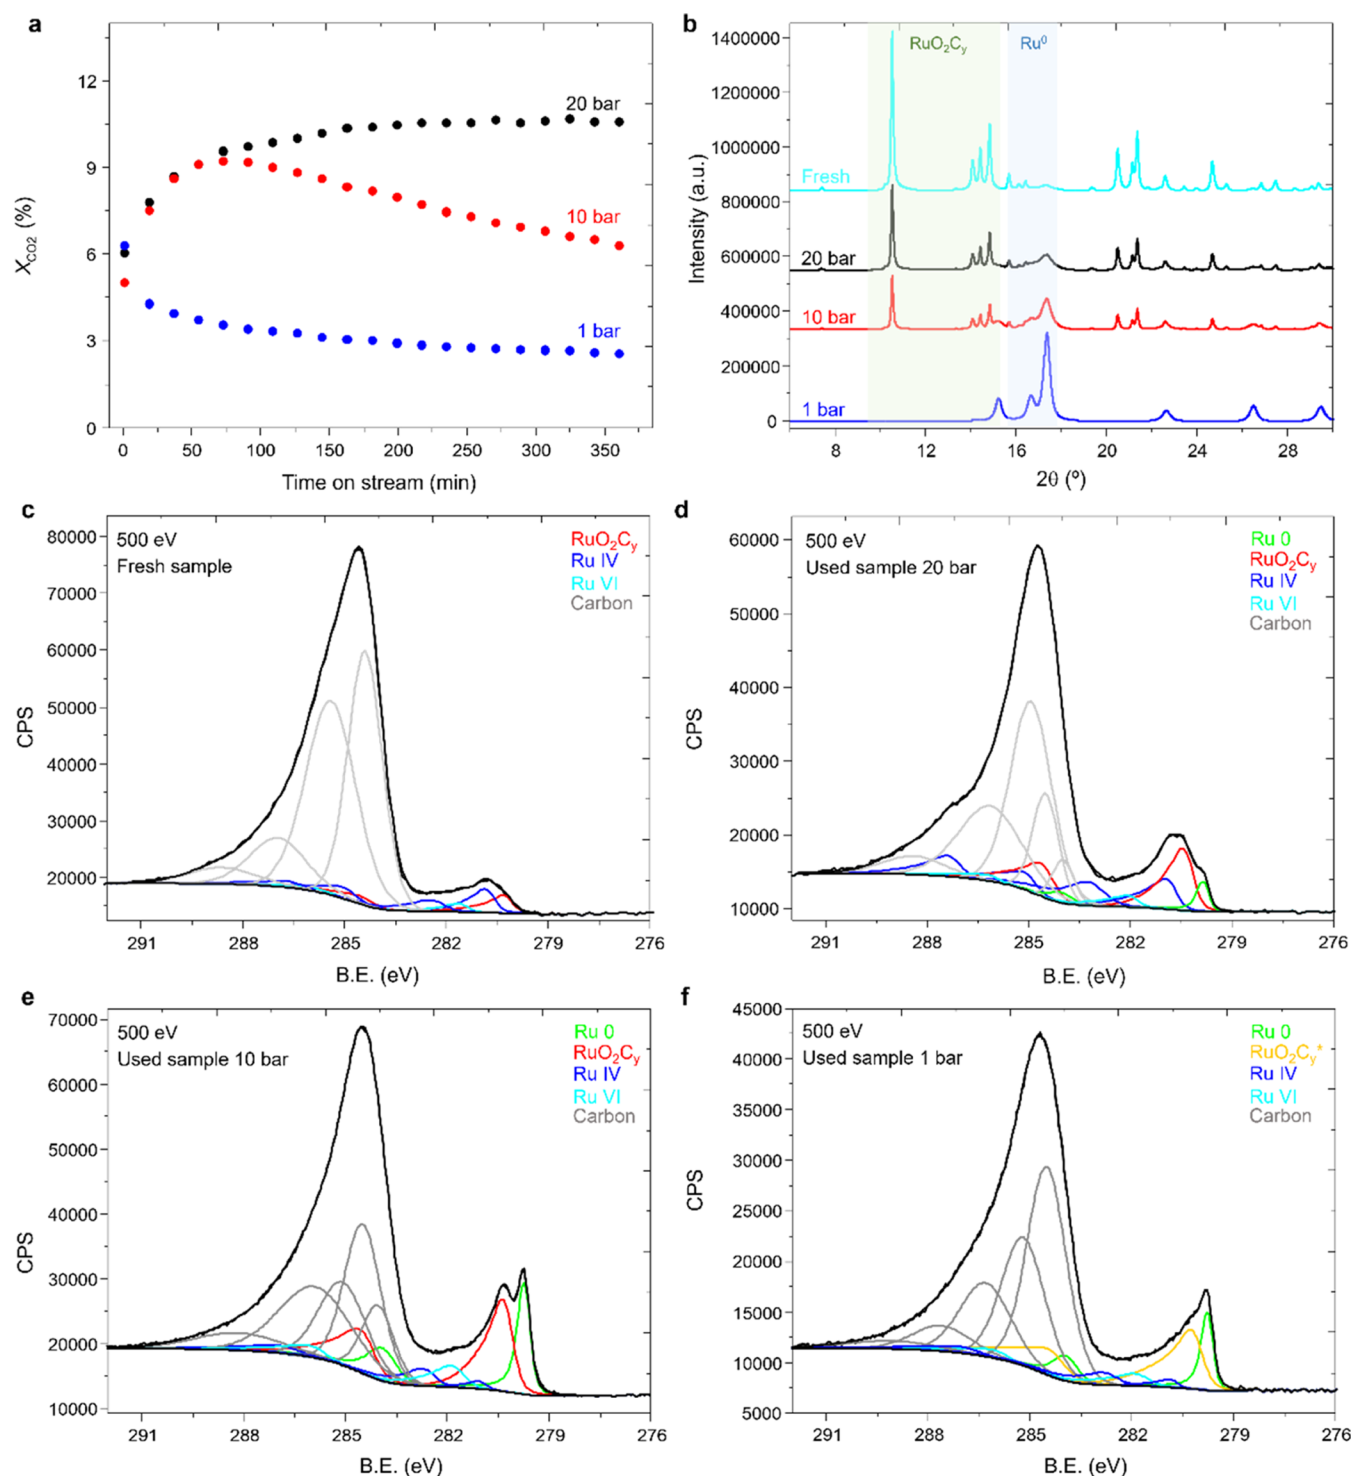 a
12
9
6
3
0
X_CO2 (%)
20 bar
10 bar
1 bar
0 50 100 150 200 250 300 350
Time on stream (min)
b
1400000
1200000
1000000
800000
600000
400000
200000
0
Intensity (a.u.)
RuO₂Cy Ru⁰
Fresh
20 bar
10 bar
1 bar
8 12 16 20 24 28
2θ (º)
c
80000
70000
60000
50000
40000
30000
20000
CPS
500 eV
Fresh sample
RuO₂Cy
Ru IV
Ru VI
Carbon
291 288 285 282 279 276
B.E. (eV)
d
60000
50000
40000
30000
20000
10000
CPS
500 eV
Used sample 20 bar
Ru 0
RuO₂Cy
Ru IV
Ru VI
Carbon
291 288 285 282 279 276
B.E. (eV)
e
70000
60000
50000
40000
30000
20000
10000
CPS
500 eV
Used sample 10 bar
Ru 0
RuO₂Cy
Ru IV
Ru VI
Carbon
291 288 285 282 279 276
B.E. (eV)
f
45000
40000
35000
30000
25000
20000
15000
10000
5000
CPS
500 eV
Used sample 1 bar
Ru 0
RuO₂Cy*
Ru IV
Ru VI
Carbon
291 288 285 282 279 276
B.E. (eV)